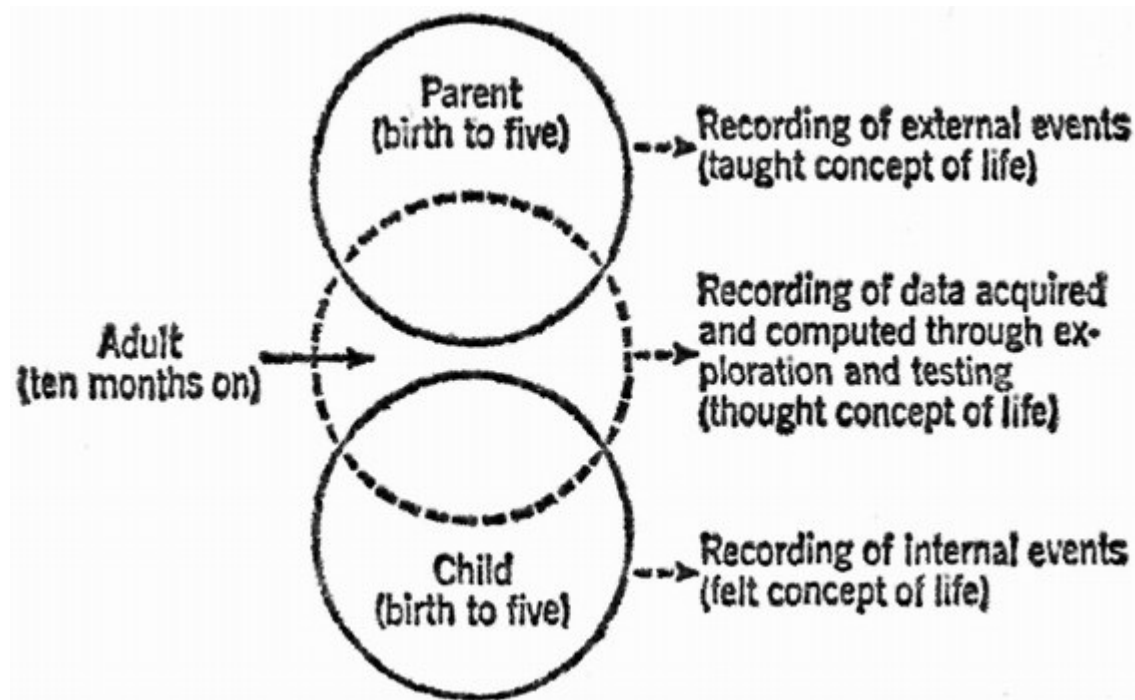 Parent
(birth to five)
Recording of external events
(taught concept of life)
Adult
(ten months on)
Recording of data acquired
and computed through ex-
ploration and testing
(thought concept of life)
Child
(birth to five)
Recording of internal events
(felt concept of life)